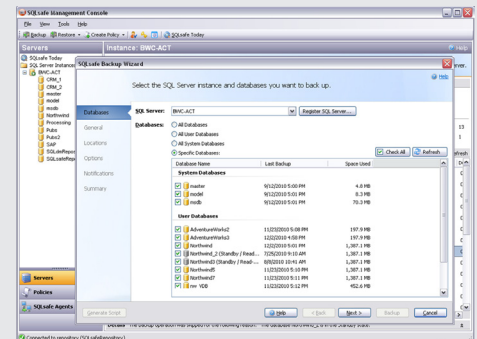 SQLsafe Management Console
File View Tools Help
Backup Restore Create Policy SQLsafe Today
Servers
Instance: BWC-ACT
Help
SQLsafe Today
SQL Server Instances
BWC-ACT
CRM_1
CRM_2
master
model
msdb
Northwind
Processing
Pubs
Pubs2
SAP
SQLsafe Backup Wizard
Help
Select the SQL Server instance and databases you want to back up.
Databases
General
Locations
Options
Notifications
Summary
SQL Server: BWC-ACT Register SQL Server...
Databases: All Databases
All User Databases
All System Databases
Specific Databases: Check All Refresh
Database Name Last Backup Space Used
System Databases
master 9/12/2010 5:00 PM 4.8 MB
model 9/12/2010 5:01 PM 8.3 MB
msdb 9/12/2010 5:01 PM 70.3 MB
User Databases
AdventureWorks2 11/23/2010 5:08 PM 197.9 MB
AdventureWorks3 12/2/2010 4:58 PM 197.9 MB
Northwind 12/2/2010 5:01 PM 1,387.1 MB
Northwind_2 (Standby / Read-... 7/25/2010 9:10 AM 1,387.1 MB
Northwind3 (Standby / Read-... 8/8/2010 10:41 AM 1,387.1 MB
Northwind5 11/23/2010 5:10 PM 1,387.1 MB
Northwind7 11/23/2010 5:11 PM 1,387.1 MB
new VDB 11/23/2010 5:12 PM 452.6 MB
Servers
Policies
SQLsafe Agents
Generate Script Help < Back Next > Backup Cancel
Connected to repository